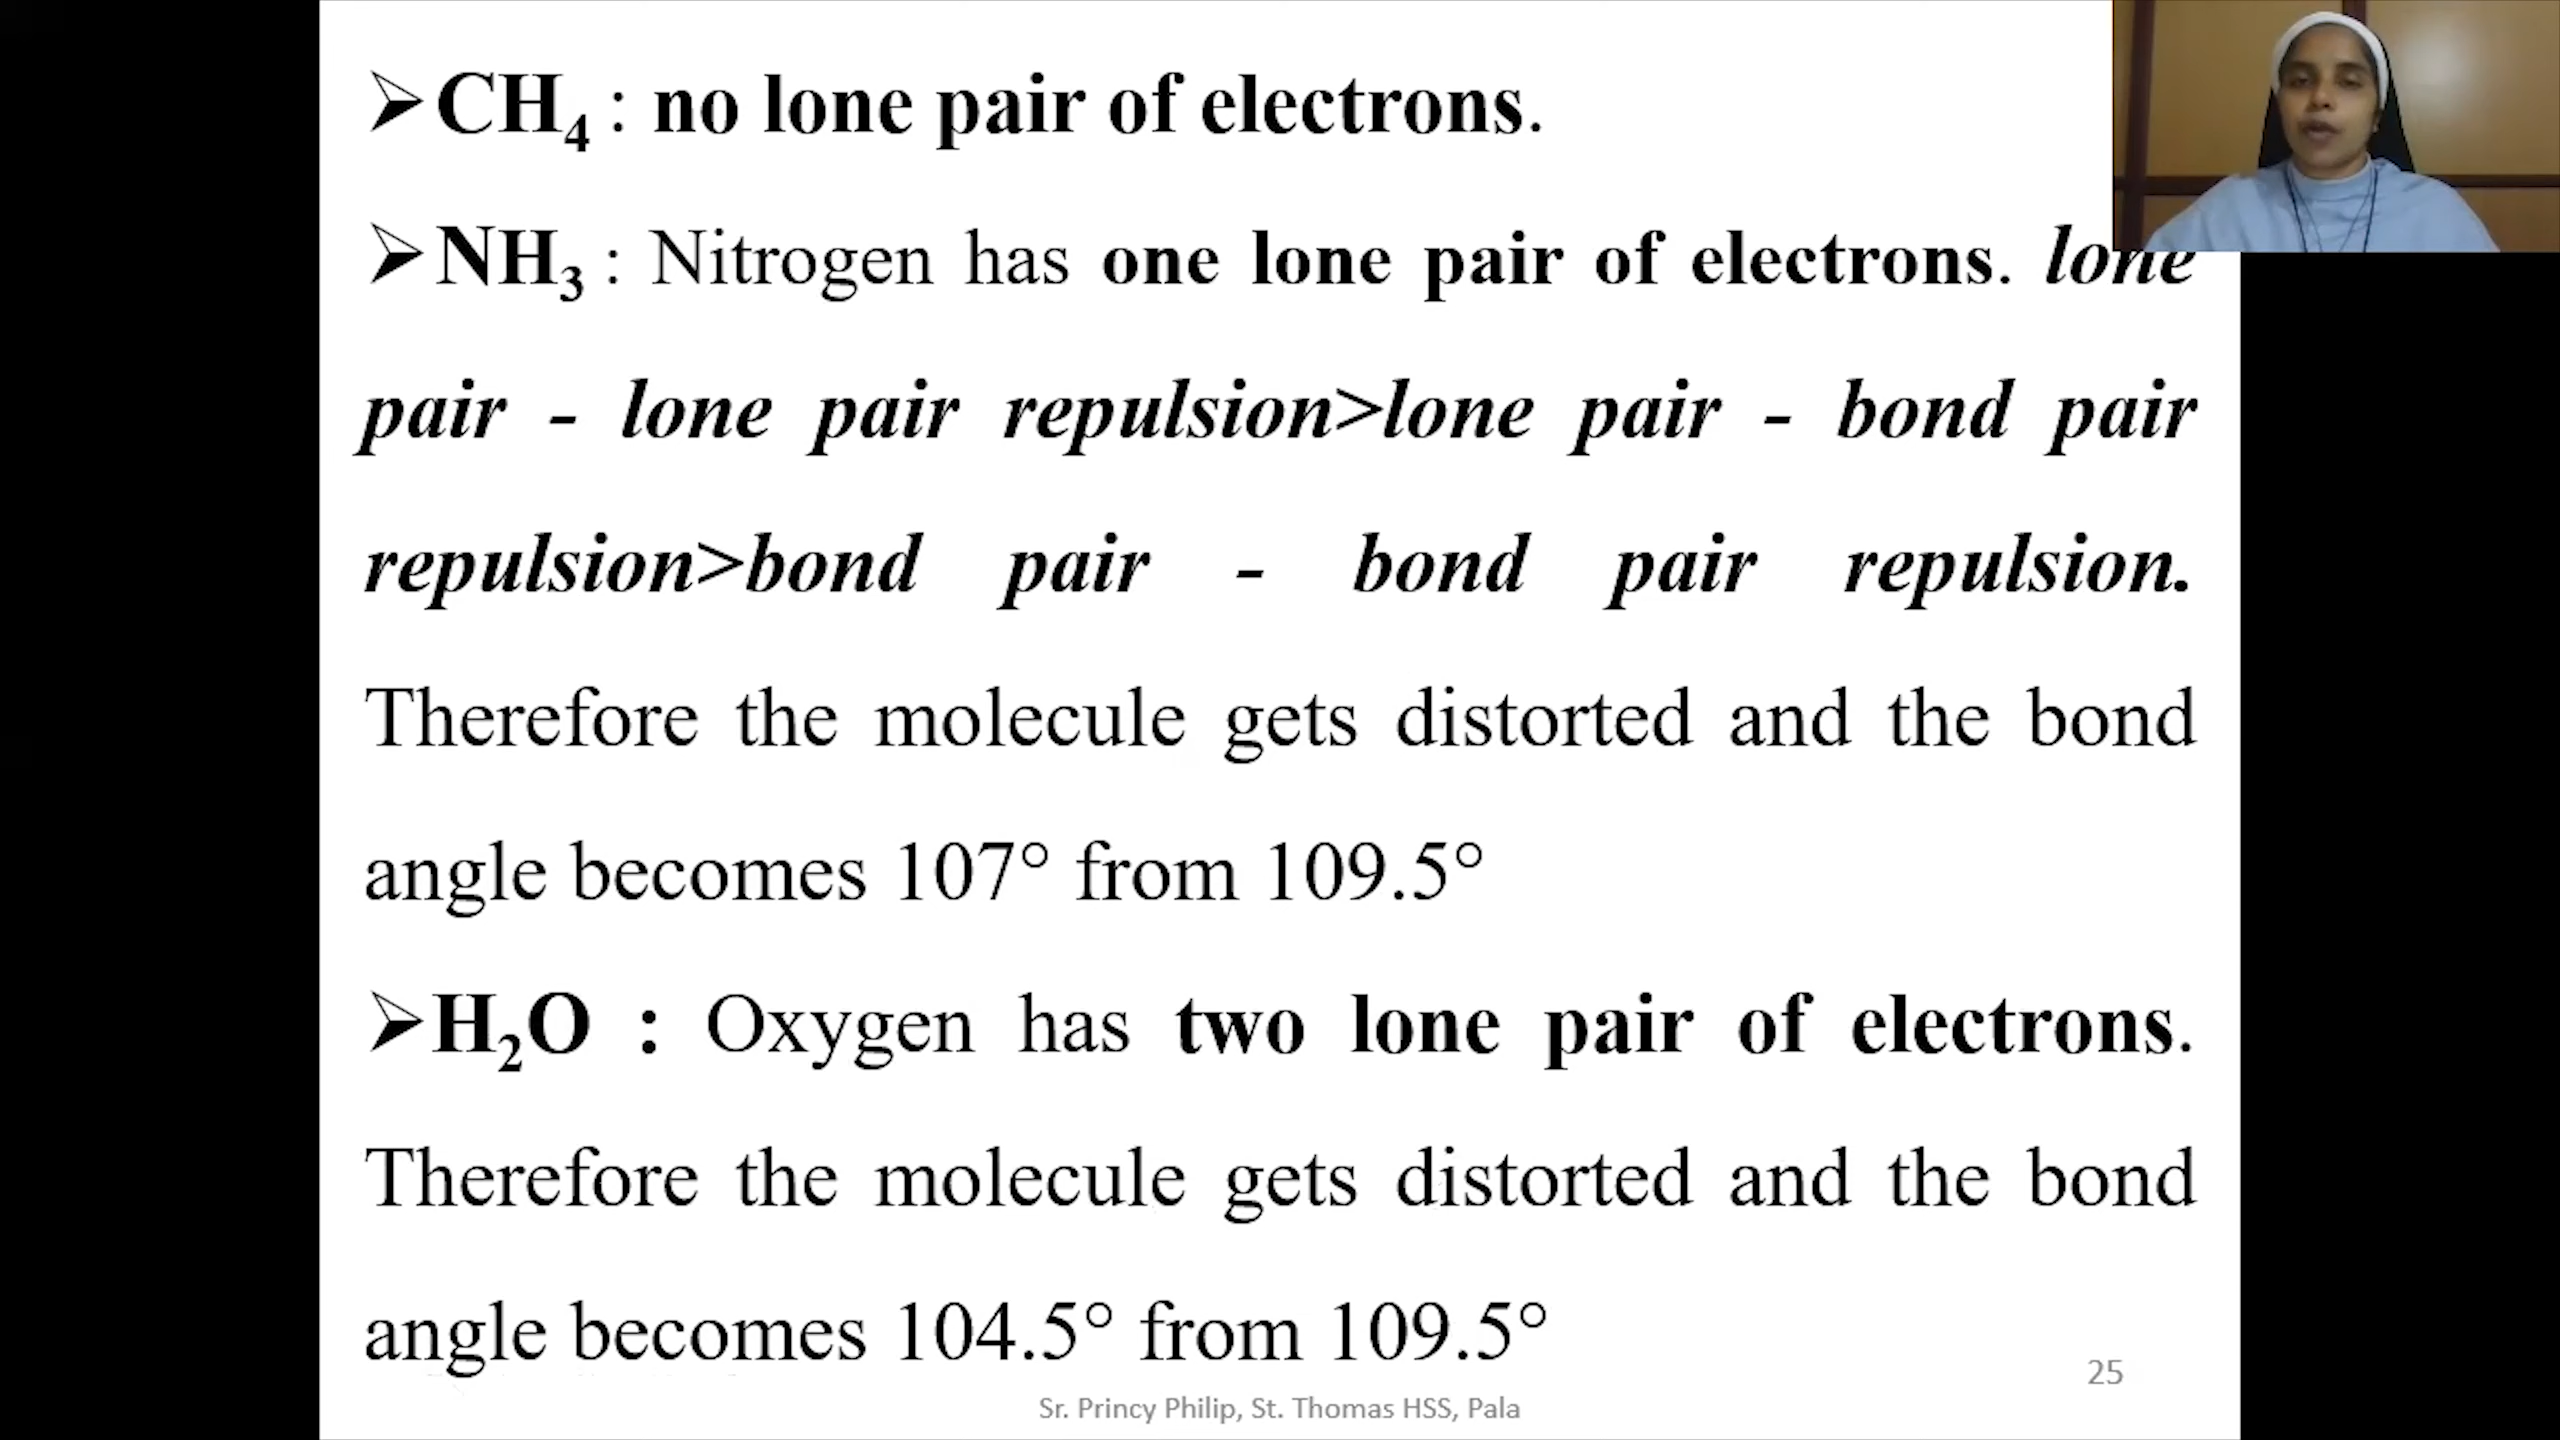 ➢CH₄ : no lone pair of electrons.
➢NH₃ : Nitrogen has one lone pair of electrons. lone
pair - lone pair repulsion>lone pair - bond pair
repulsion>bond pair - bond pair repulsion.
Therefore the molecule gets distorted and the bond
angle becomes 107° from 109.5°
➢H₂O : Oxygen has two lone pair of electrons.
Therefore the molecule gets distorted and the bond
angle becomes 104.5° from 109.5°
25
Sr. Princy Philip, St. Thomas HSS, Pala